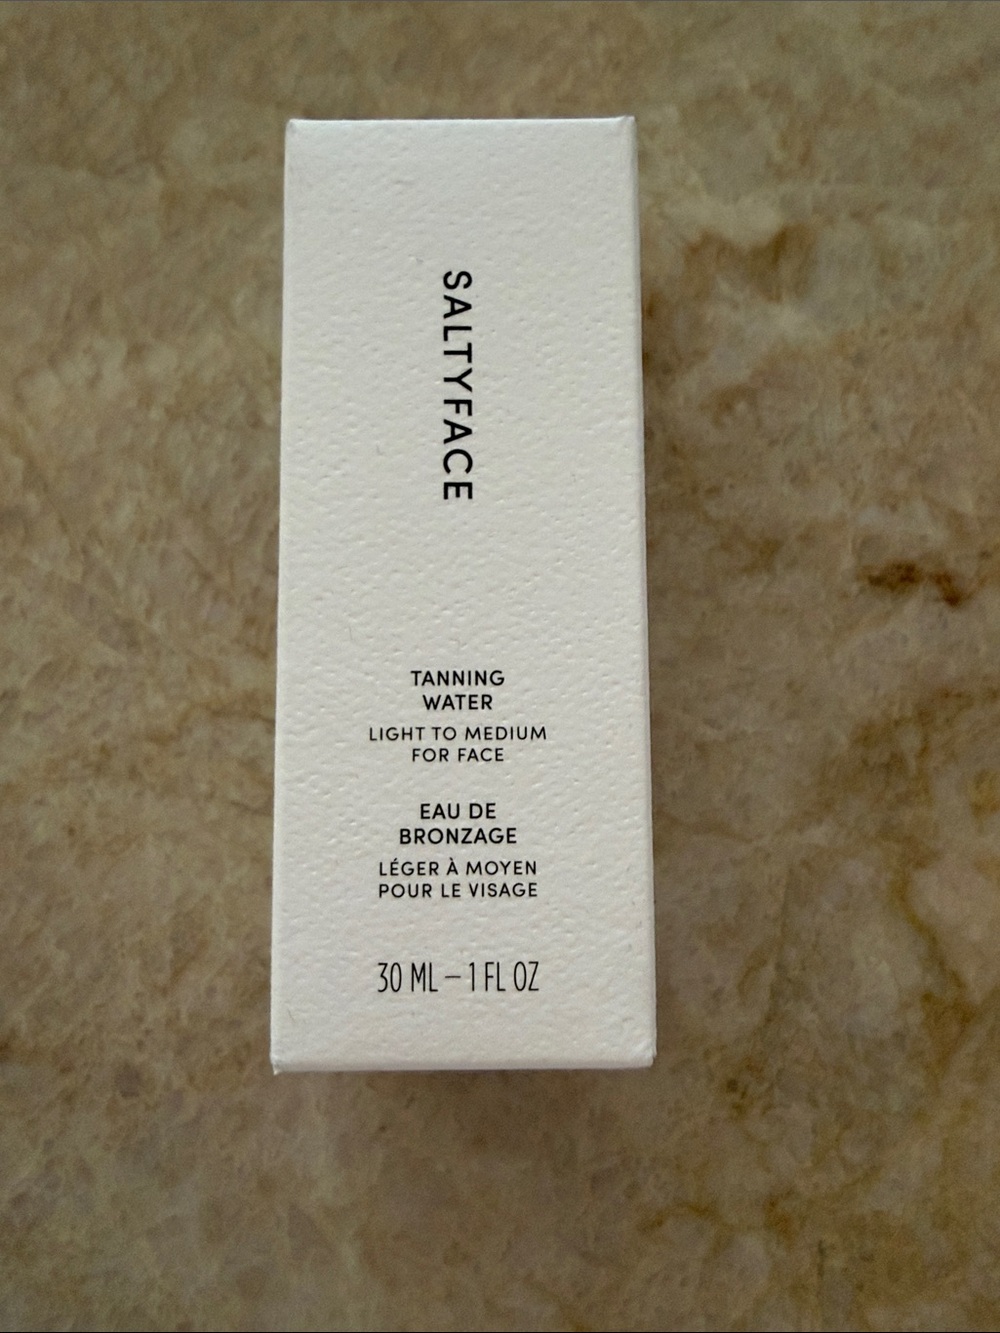 SALTYFACE
TANNING
WATER
LIGHT TO MEDIUM
FOR FACE
EAU DE
BRONZAGE
LÉGER À MOYEN
POUR LE VISAGE
30 ML – 1 FL OZ